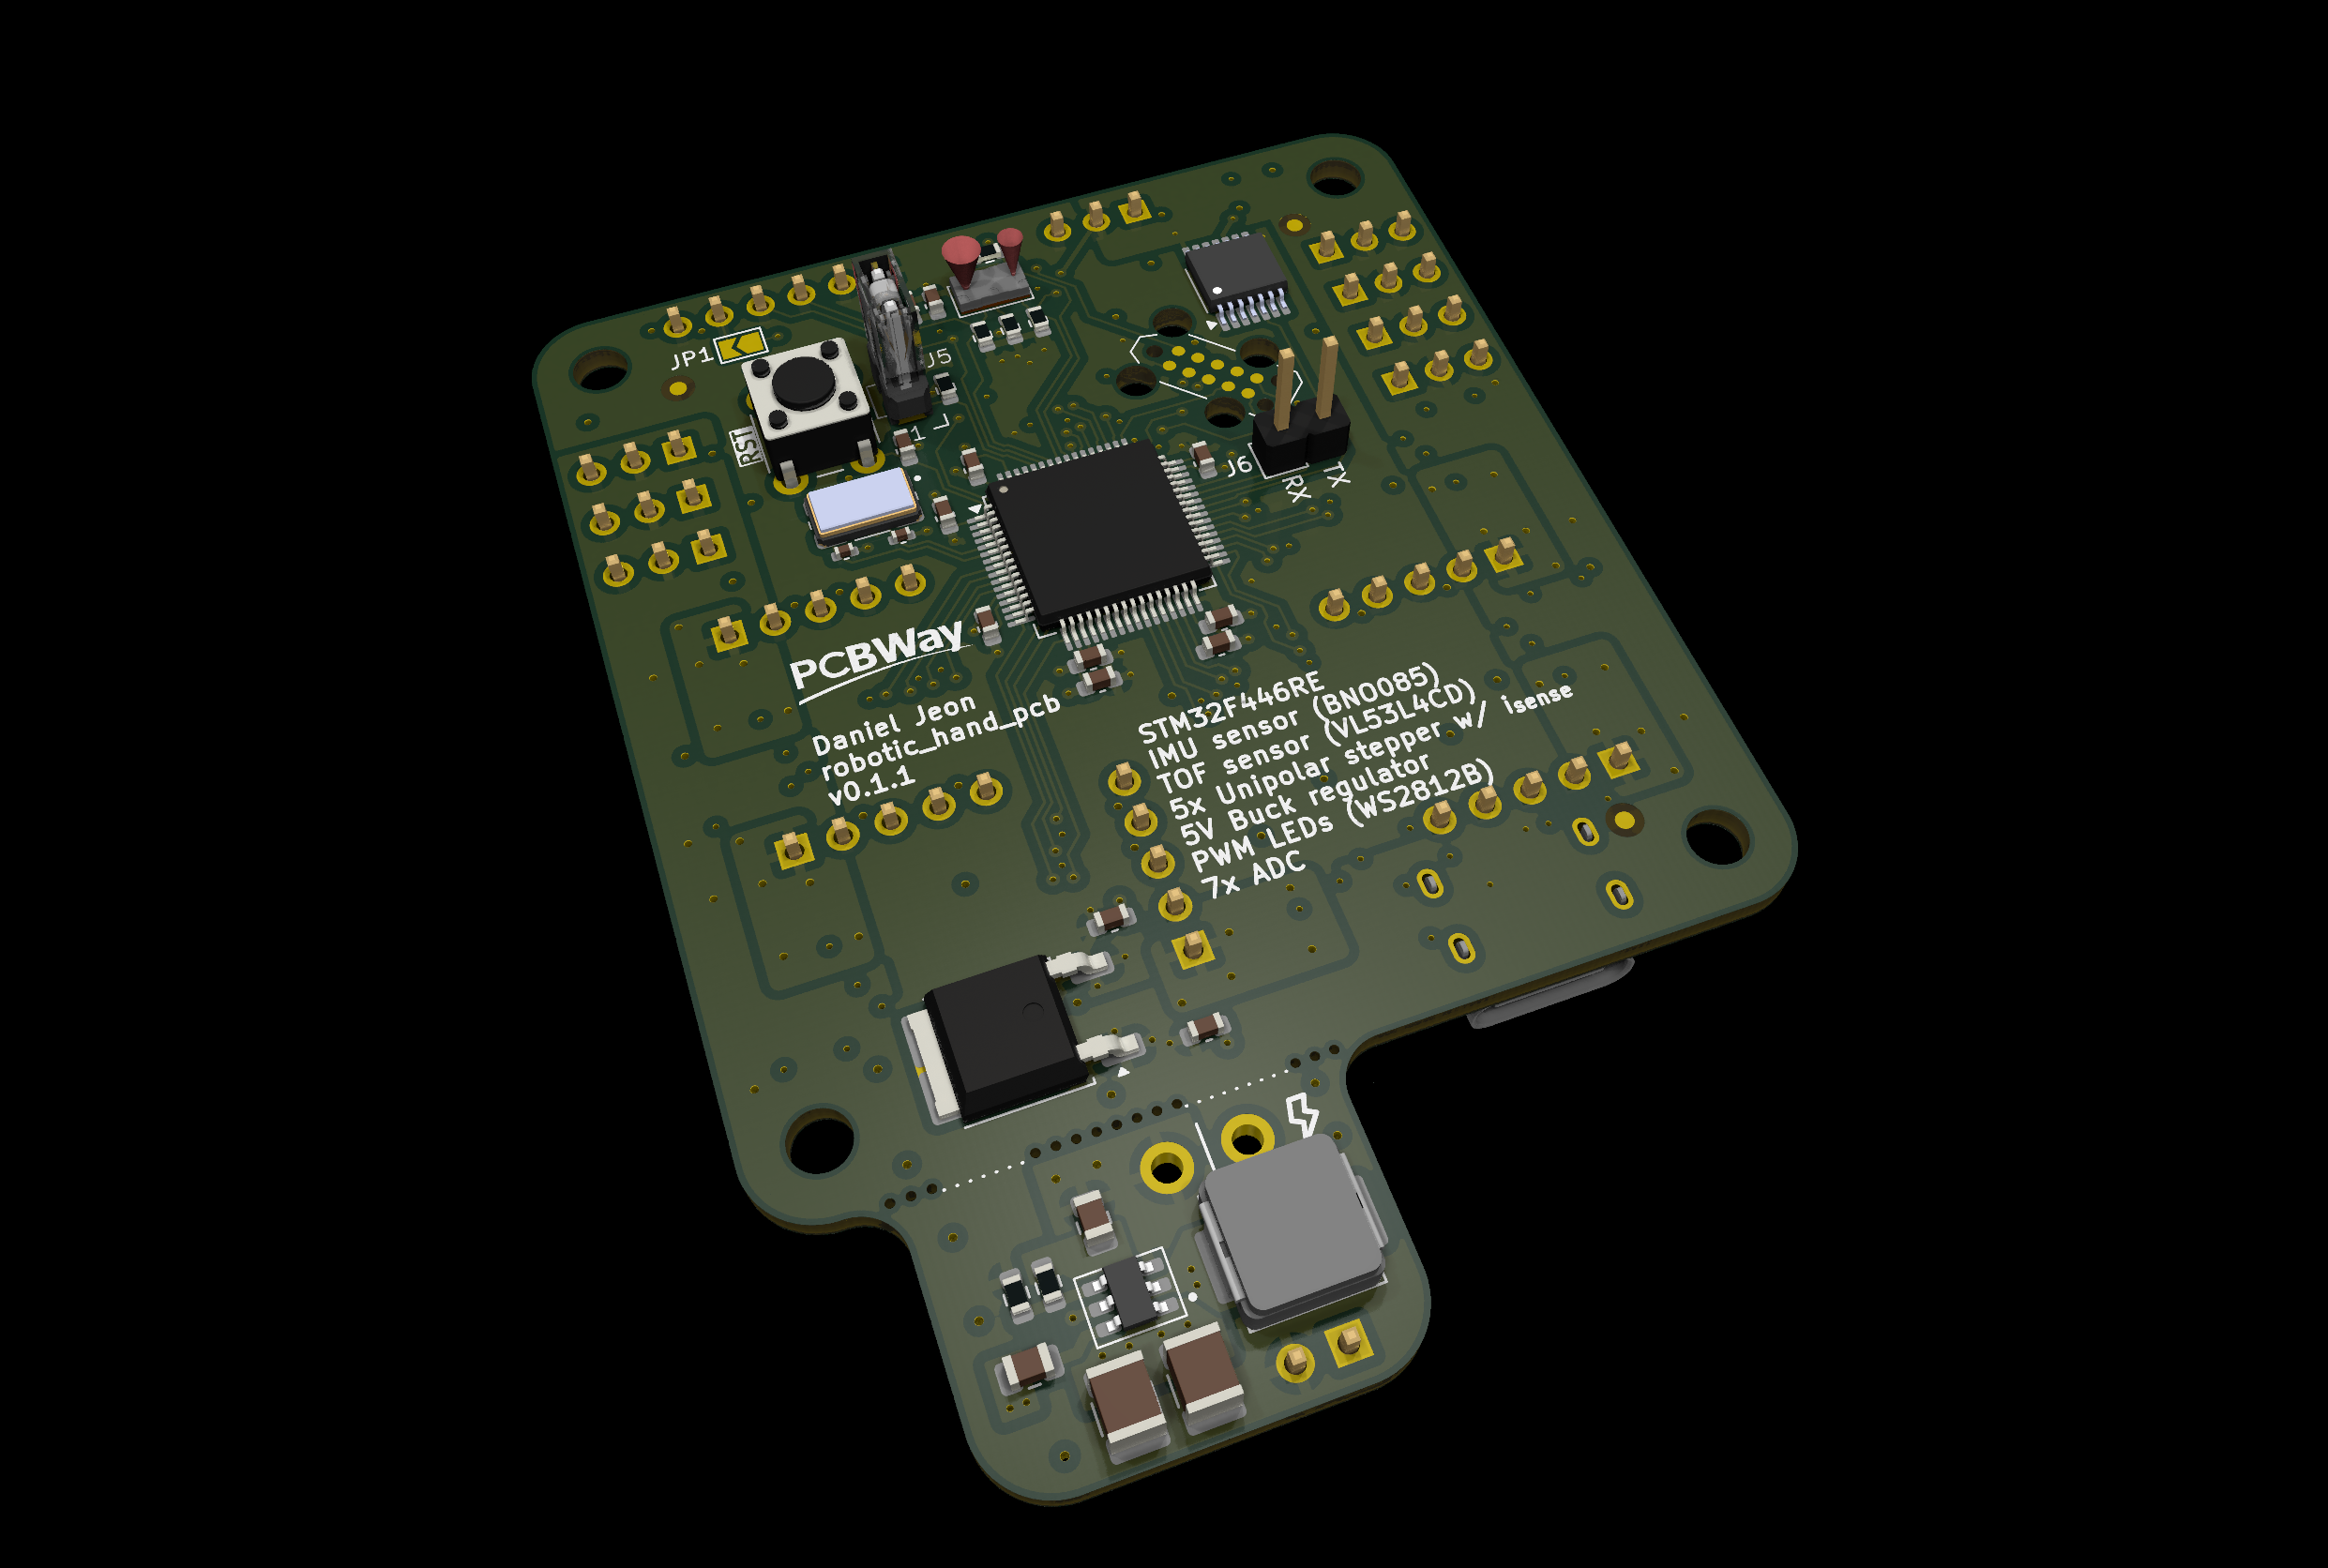 JP1
J5
1
RST
J6
RX
TX
PCBWay
Daniel Jeon
robotic_hand_pcb
v0.1.1
STM32F446RE
IMU sensor (BNO085)
TOF sensor (VL53L4CD)
5x Unipolar stepper w/ isense
5V Buck regulator
PWM LEDs (WS2812B)
7x ADC